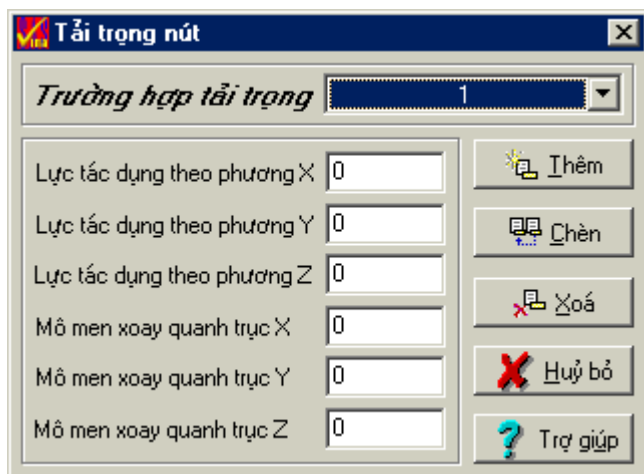 Tải trọng nút
Trường hợp tải trọng 1
Lực tác dụng theo phương X 0
Lực tác dụng theo phương Y 0
Lực tác dụng theo phương Z 0
Mô men xoay quanh trục X 0
Mô men xoay quanh trục Y 0
Mô men xoay quanh trục Z 0
Thêm
Chèn
Xoá
Huỷ bỏ
Trợ giúp